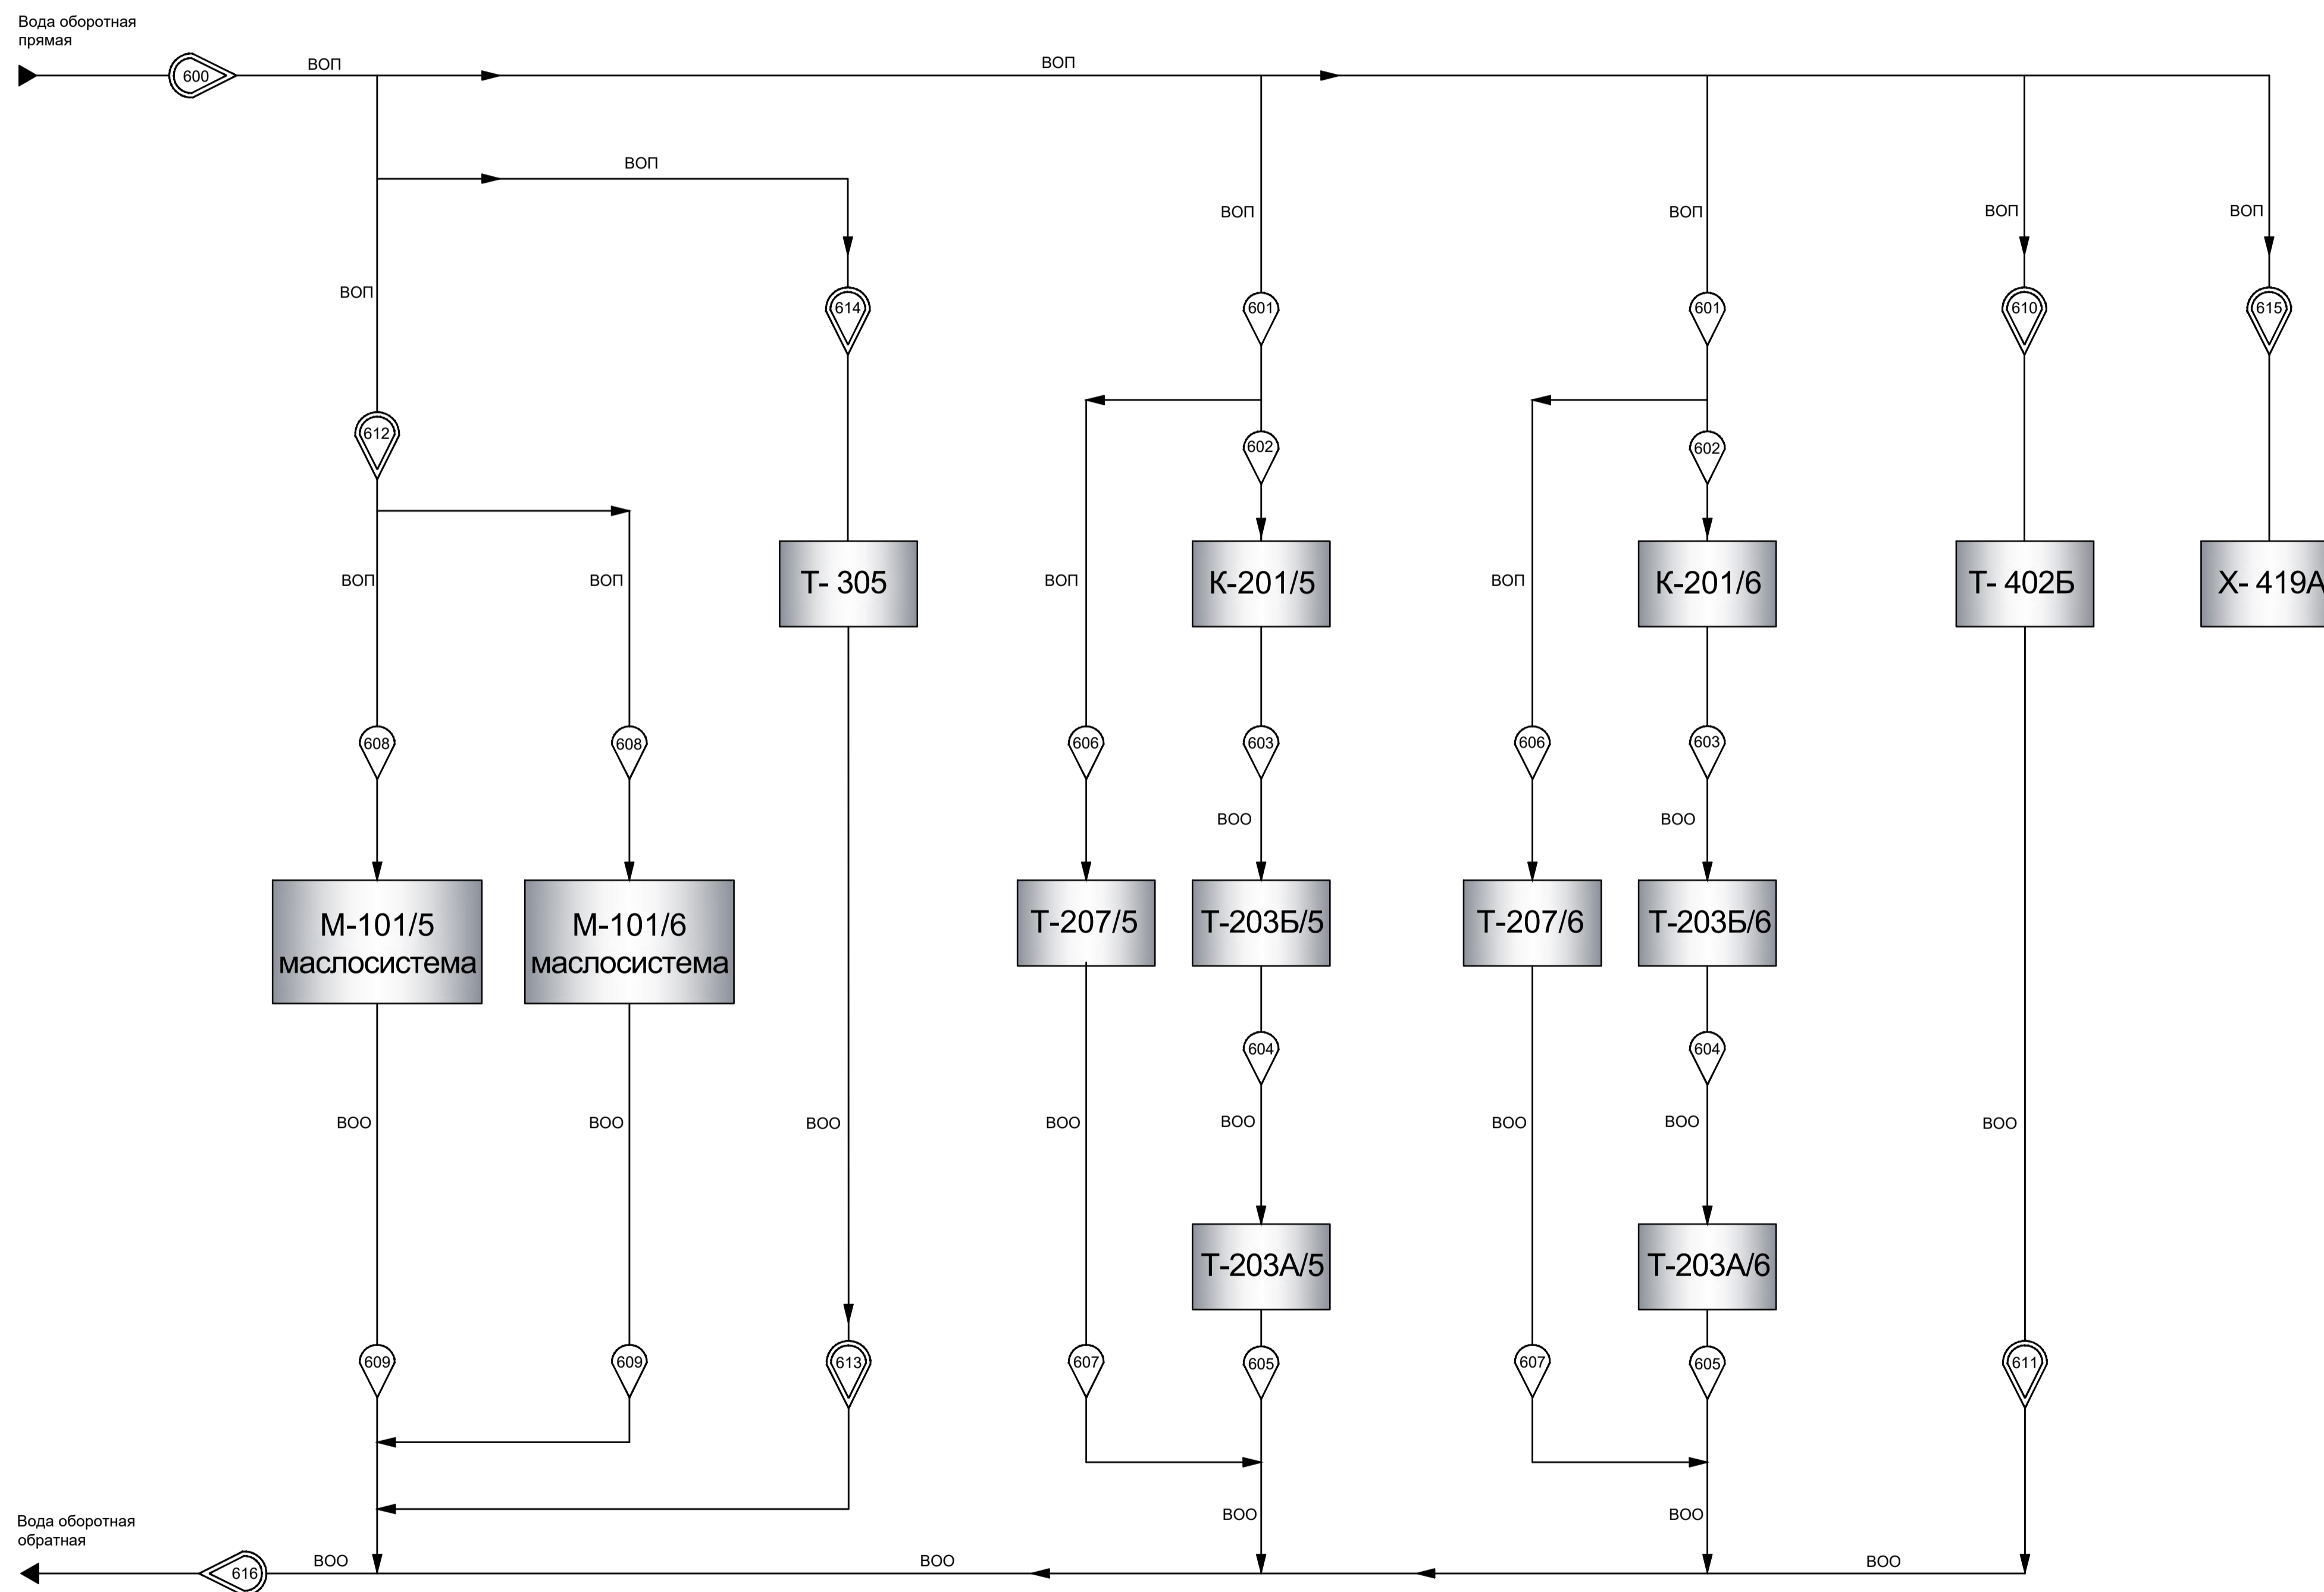 Вода оборотная
прямая
600
ВОП
ВОП
ВОП
ВОП
ВОП
ВОП
ВОП
ВОП
614
601
601
610
615
612
602
602
ВОП
ВОП
ВОП
ВОП
Т- 305
К-201/5
К-201/6
Т- 402Б
Х- 419А
608
608
606
603
606
603
ВОО
ВОО
М-101/5
маслосистема
М-101/6
маслосистема
Т-207/5
Т-203Б/5
Т-207/6
Т-203Б/6
604
604
ВОО
ВОО
ВОО
ВОО
ВОО
ВОО
ВОО
ВОО
Т-203А/5
Т-203А/6
609
609
613
607
605
607
605
611
ВОО
ВОО
Вода оборотная
обратная
616
ВОО
ВОО
ВОО